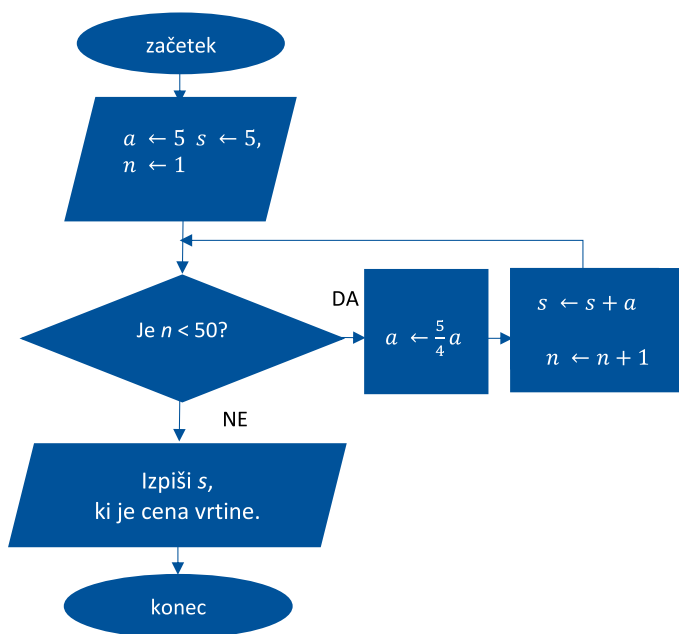 začetek
a ← 5 s ← 5,
n ← 1
Je n < 50?
DA
a ← 5/4 a
s ← s + a
n ← n + 1
NE
Izpiši s,
ki je cena vrtine.
konec